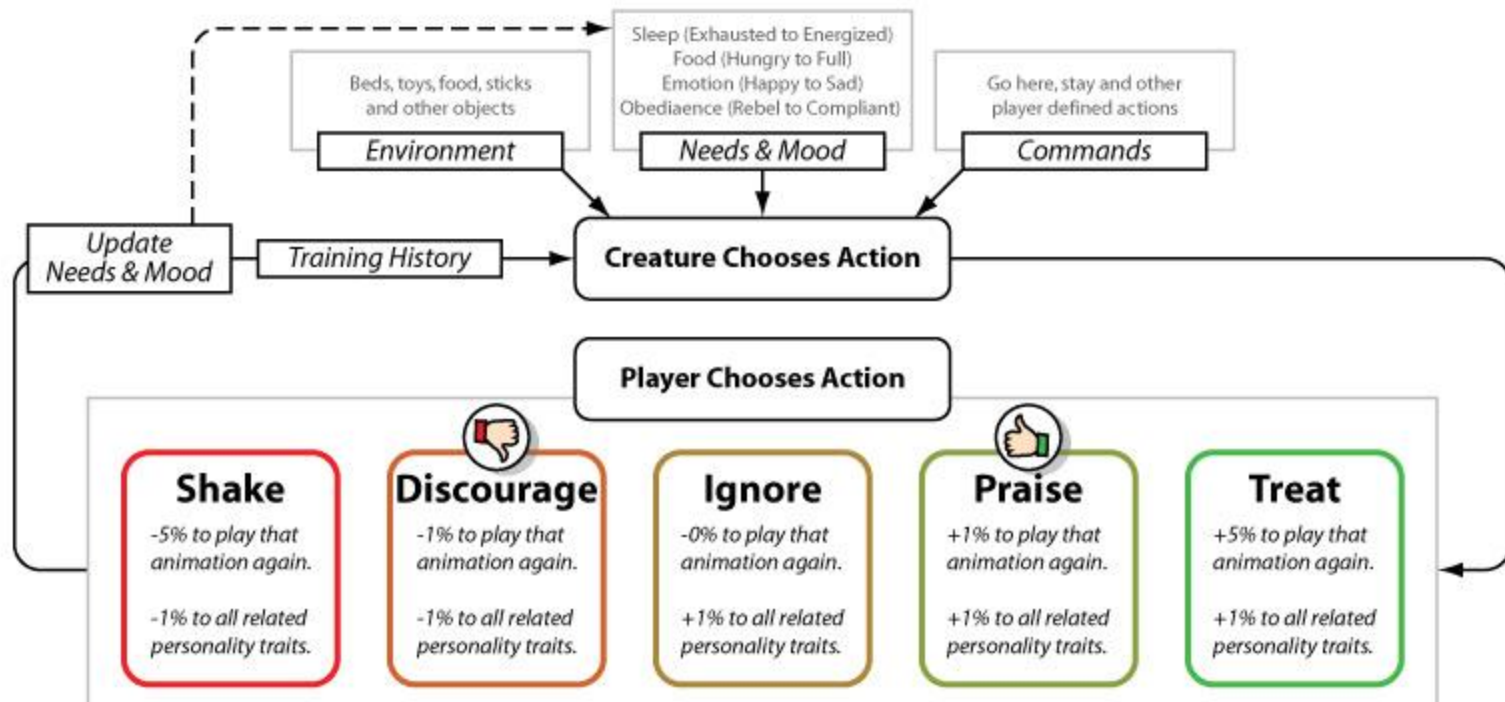 Sleep (Exhausted to Energized)
Food (Hungry to Full)
Emotion (Happy to Sad)
Obediaence (Rebel to Compliant)
Needs & Mood
Beds, toys, food, sticks
and other objects
Environment
Go here, stay and other
player defined actions
Commands
Update
Needs & Mood
Training History
Creature Chooses Action
Player Chooses Action
Shake
-5% to play that
animation again.
-1% to all related
personality traits.
Discourage
-1% to play that
animation again.
-1% to all related
personality traits.
Ignore
-0% to play that
animation again.
+1% to all related
personality traits.
Praise
+1% to play that
animation again.
+1% to all related
personality traits.
Treat
+5% to play that
animation again.
+1% to all related
personality traits.